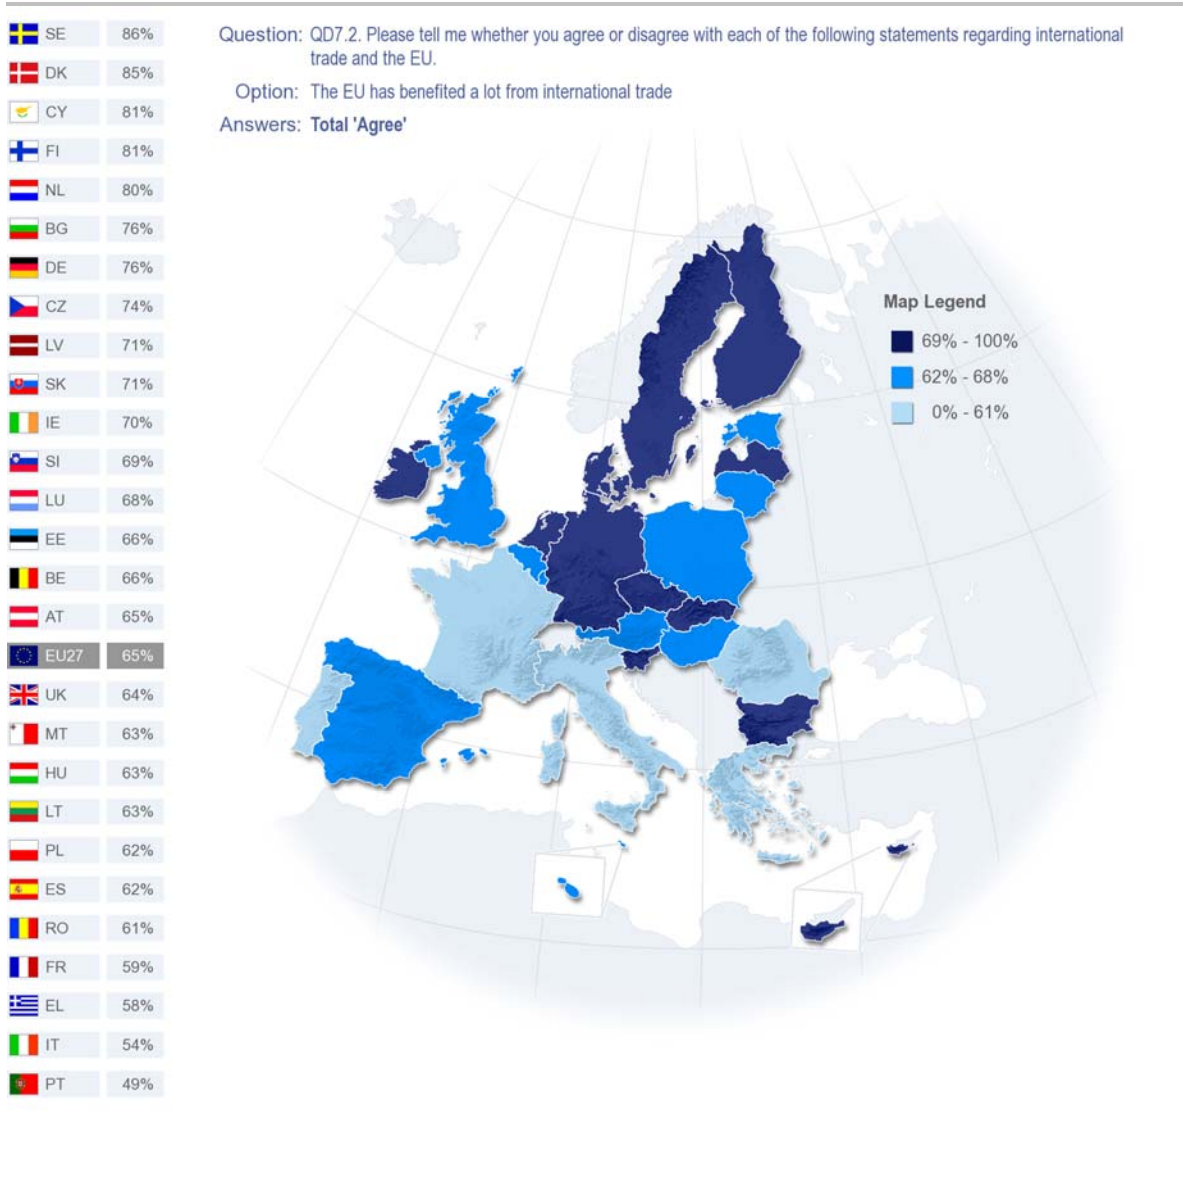 Question: QD7.2. Please tell me whether you agree or disagree with each of the following statements regarding international
trade and the EU.
Option: The EU has benefited a lot from international trade
Answers: Total 'Agree'
SE 86%
DK 85%
CY 81%
FI 81%
NL 80%
BG 76%
DE 76%
CZ 74%
LV 71%
SK 71%
IE 70%
SI 69%
LU 68%
EE 66%
BE 66%
AT 65%
EU27 65%
UK 64%
MT 63%
HU 63%
LT 63%
PL 62%
ES 62%
RO 61%
FR 59%
EL 58%
IT 54%
PT 49%
Map Legend
69% - 100%
62% - 68%
0% - 61%